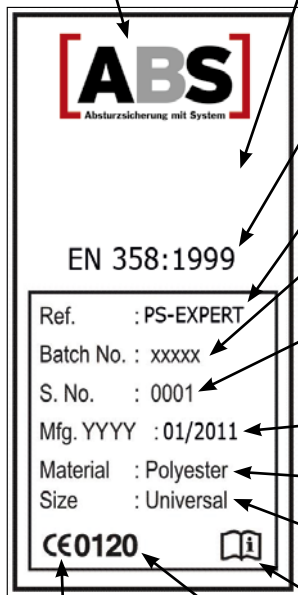 [ABS]
Absturzsicherung mit System
EN 358:1999
Ref. : PS-EXPERT
Batch No. : xxxxx
S. No. : 0001
Mfg. YYYY : 01/2011
Material : Polyester
Size : Universal
CE0120 i